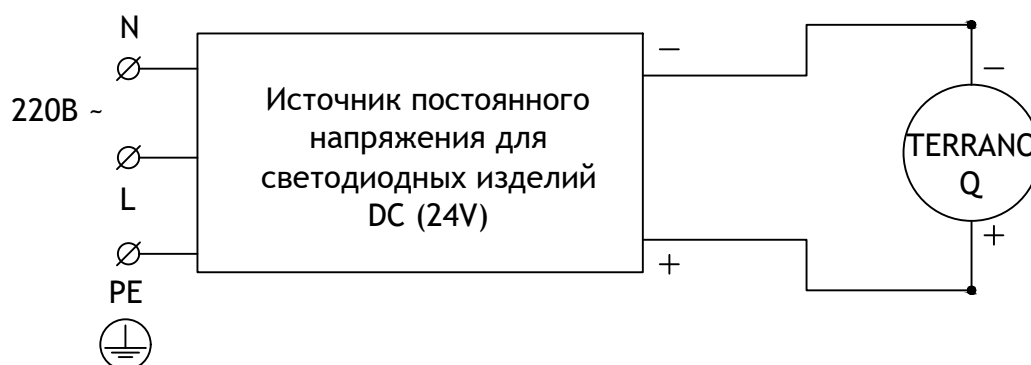 N
220В ~
L
PE
Источник постоянного
напряжения для
светодиодных изделий
DC (24V)
−
+
−
TERRANO
Q
+